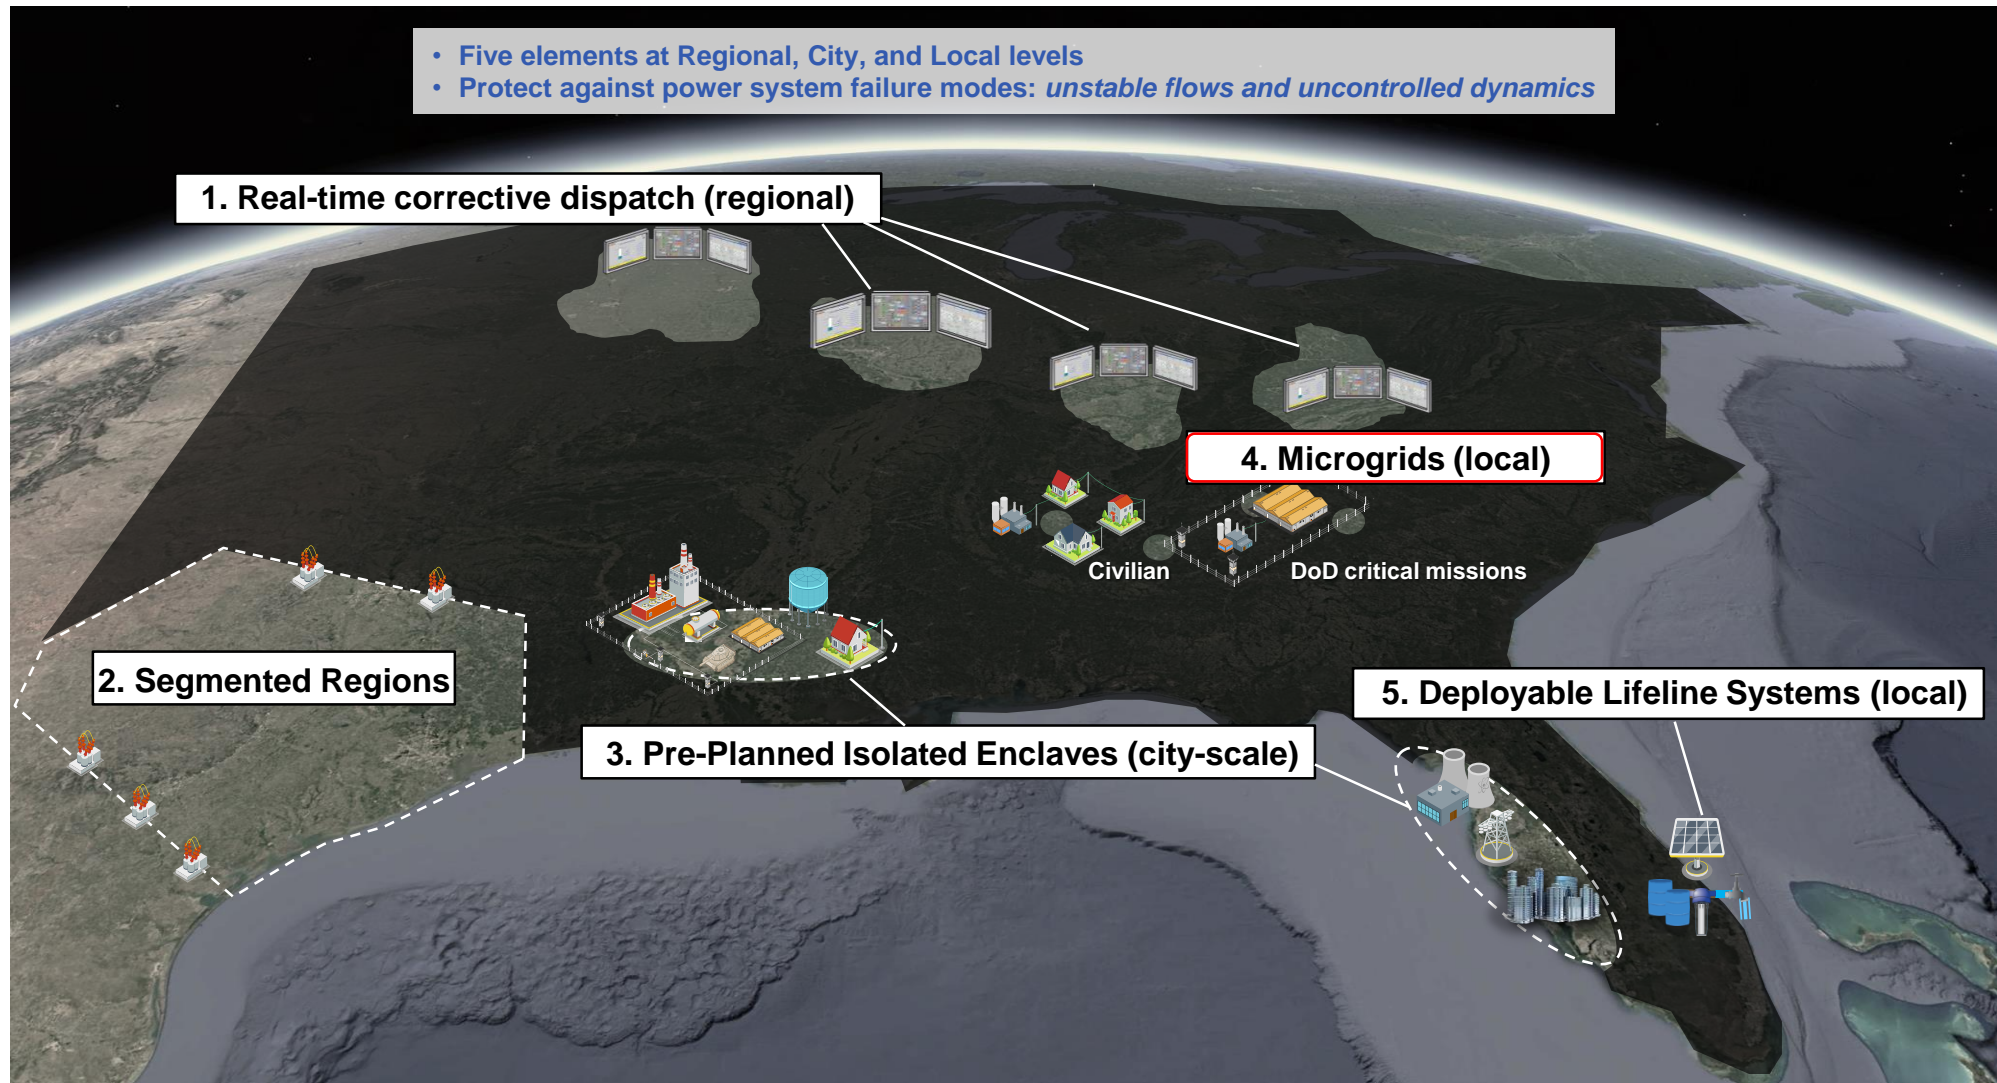 • Five elements at Regional, City, and Local levels
• Protect against power system failure modes: unstable flows and uncontrolled dynamics
1. Real-time corrective dispatch (regional)
4. Microgrids (local)
Civilian
DoD critical missions
2. Segmented Regions
5. Deployable Lifeline Systems (local)
3. Pre-Planned Isolated Enclaves (city-scale)